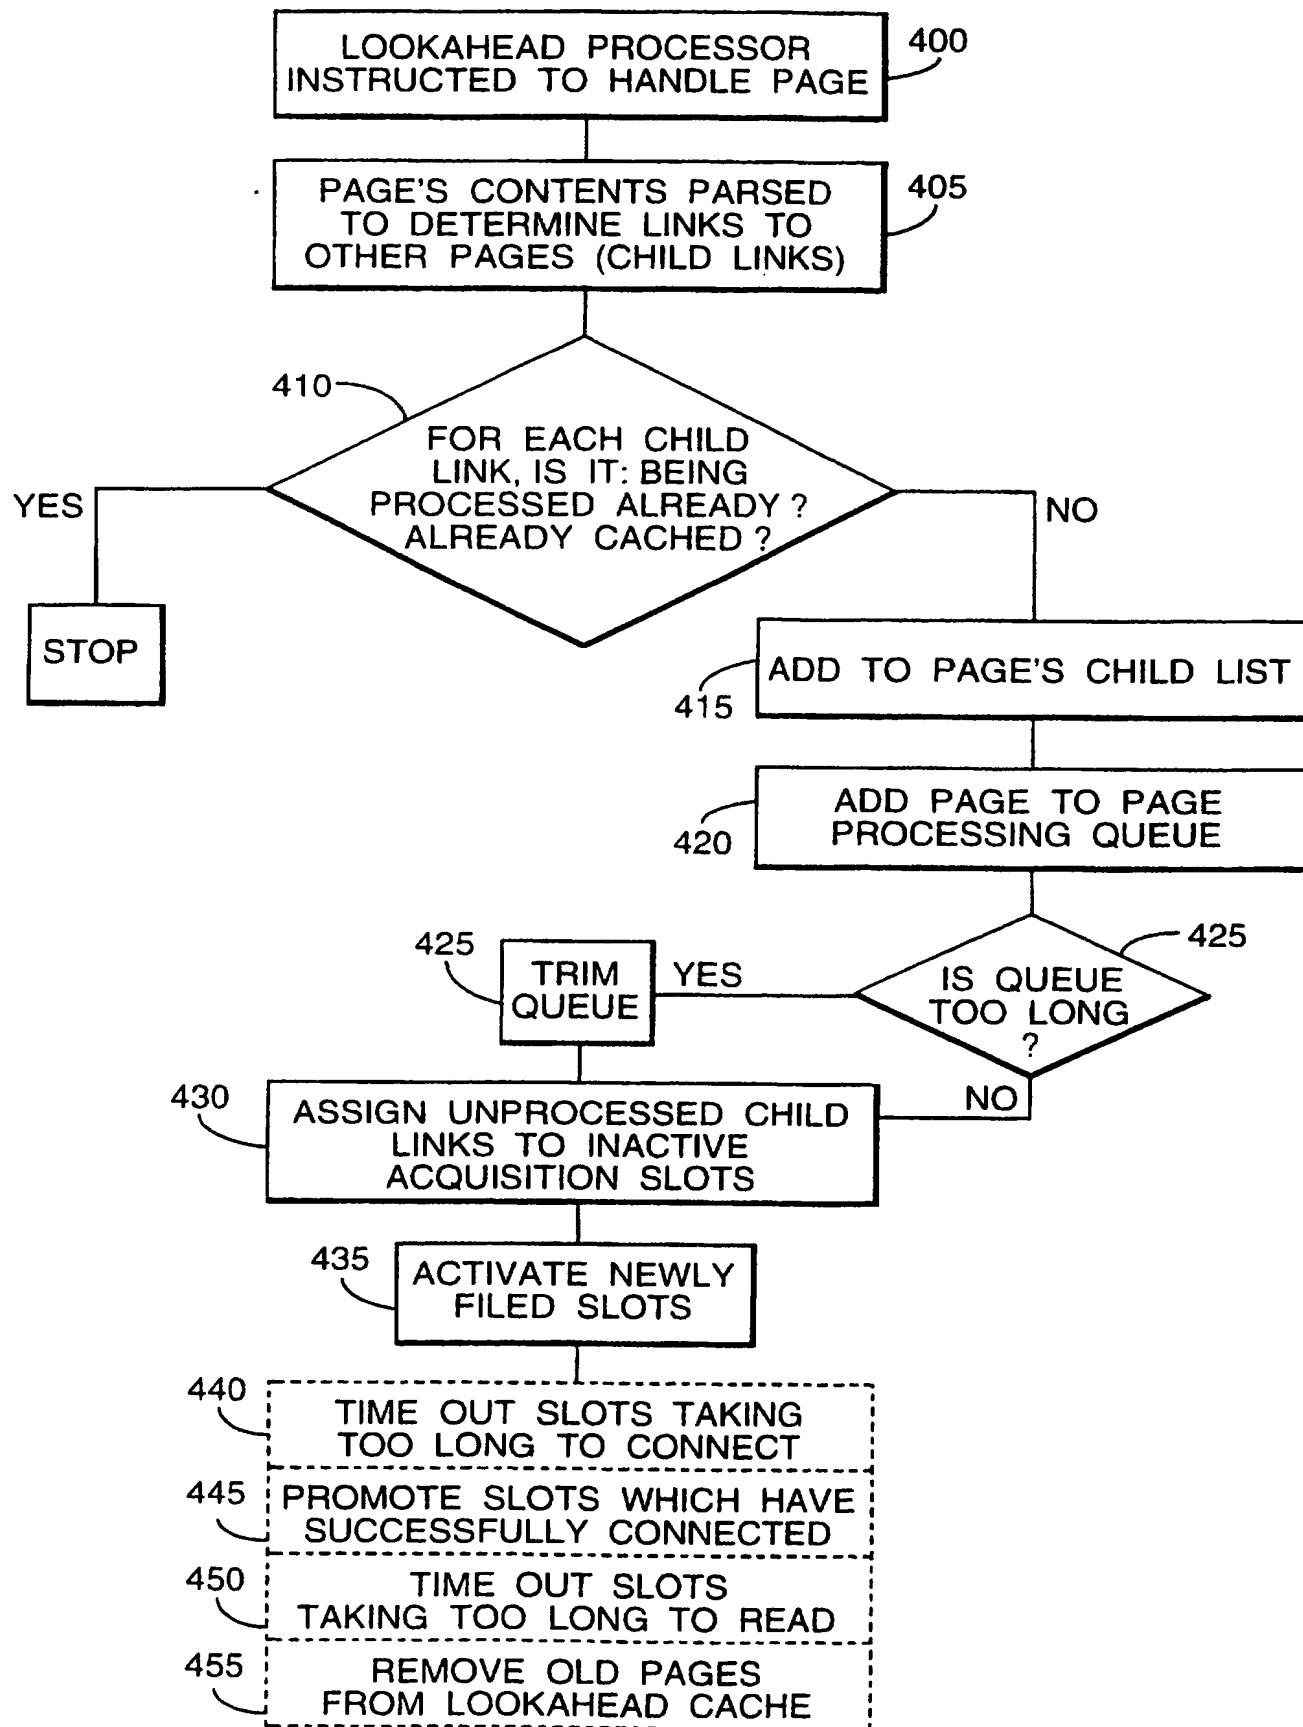 LOOKAHEAD PROCESSOR
INSTRUCTED TO HANDLE PAGE
400
PAGE'S CONTENTS PARSED
TO DETERMINE LINKS TO
OTHER PAGES (CHILD LINKS)
405
410
FOR EACH CHILD
LINK, IS IT: BEING
PROCESSED ALREADY ?
ALREADY CACHED ?
YES
NO
STOP
ADD TO PAGE'S CHILD LIST
415
ADD PAGE TO PAGE
PROCESSING QUEUE
420
425
TRIM
QUEUE
YES
IS QUEUE
TOO LONG
?
425
NO
430
ASSIGN UNPROCESSED CHILD
LINKS TO INACTIVE
ACQUISITION SLOTS
435
ACTIVATE NEWLY
FILED SLOTS
440
TIME OUT SLOTS TAKING
TOO LONG TO CONNECT
445
PROMOTE SLOTS WHICH HAVE
SUCCESSFULLY CONNECTED
450
TIME OUT SLOTS
TAKING TOO LONG TO READ
455
REMOVE OLD PAGES
FROM LOOKAHEAD CACHE